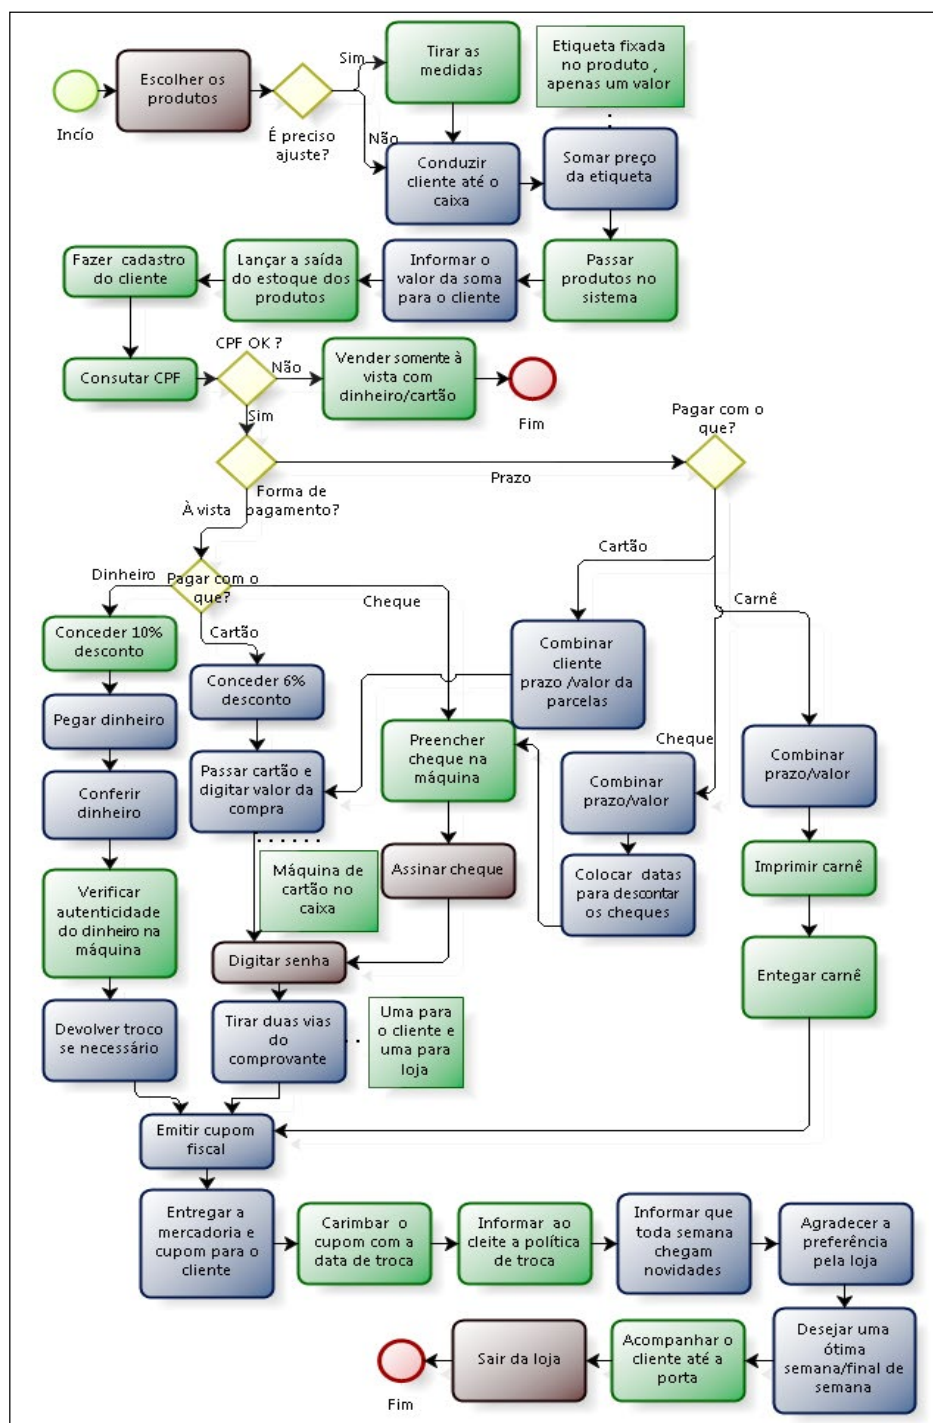 Incío
Escolher os
produtos
É preciso
ajuste?
Sim
Não
Tirar as
medidas
Etiqueta fixada
no produto ,
apenas um valor
Conduzir
cliente até o
caixa
Somar preço
da etiqueta
Fazer cadastro
do cliente
Lançar a saída
do estoque dos
produtos
Informar o
valor da soma
para o cliente
Passar
produtos no
sistema
Consutar CPF
CPF OK ?
Não
Sim
Vender somente à
vista com
dinheiro/cartão
Fim
Pagar com o
que?
Prazo
Forma de
pagamento?
À vista
Dinheiro
Pagar com o
que?
Cheque
Cartão
Cartão
Carnê
Cheque
Conceder 10%
desconto
Conceder 6%
desconto
Combinar
cliente
prazo /valor da
parcelas
Pegar dinheiro
Passar cartão e
digitar valor da
compra
Preencher
cheque na
máquina
Combinar
prazo/valor
Combinar
prazo/valor
Conferir
dinheiro
Máquina de
cartão no
caixa
Assinar cheque
Colocar datas
para descontar
os cheques
Imprimir carnê
Verificar
autenticidade
do dinheiro na
máquina
Digitar senha
Entegar carnê
Devolver troco
se necessário
Tirar duas vias
do
comprovante
Uma para
o cliente e
uma para
loja
Emitir cupom
fiscal
Entregar a
mercadoria e
cupom para o
cliente
Carimbar o
cupom com a
data de troca
Informar ao
cleite a política
de troca
Informar que
toda semana
chegam
novidades
Agradecer a
preferência
pela loja
Desejar uma
ótima
semana/final de
semana
Acompanhar o
cliente até a
porta
Sair da loja
Fim